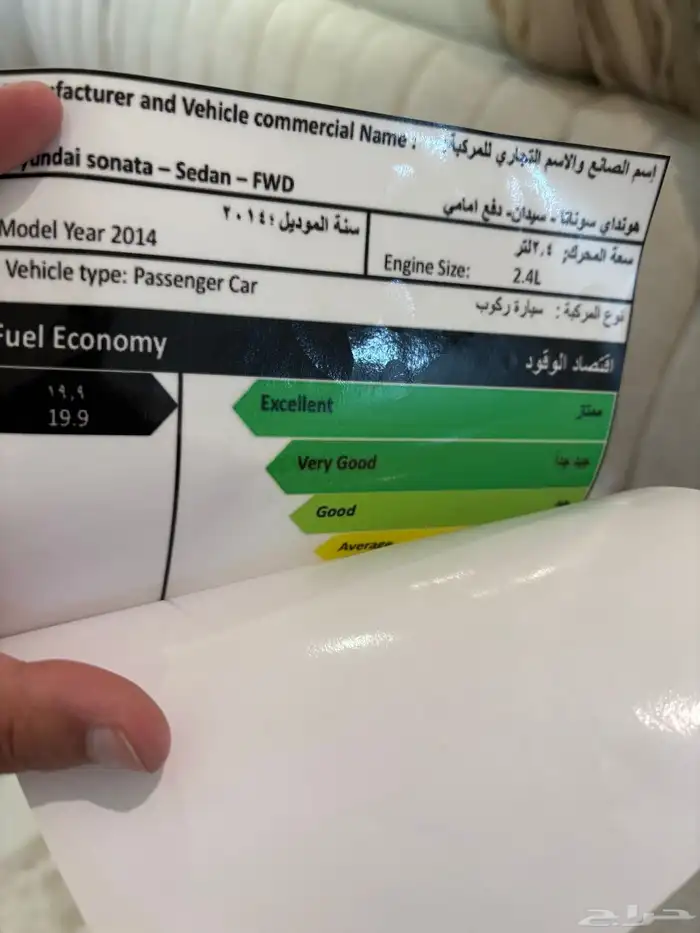 facturer and Vehicle commercial Name :
إسم الصانع والاسم التجاري للمركبة:
yundai sonata – Sedan – FWD
هونداي سوناتا - سيدان- دفع امامي
Model Year 2014
سنة الموديل :٢٠١٤
سعة المحرك: ٢,٤لتر
Engine Size: 2.4L
Vehicle type: Passenger Car
نوع المركبة : سيارة ركوب
Fuel Economy
اقتصاد الوقود
١٩,٩
19.9
Excellent ممتاز
Very Good جيد جداً
Good
Average
حراج